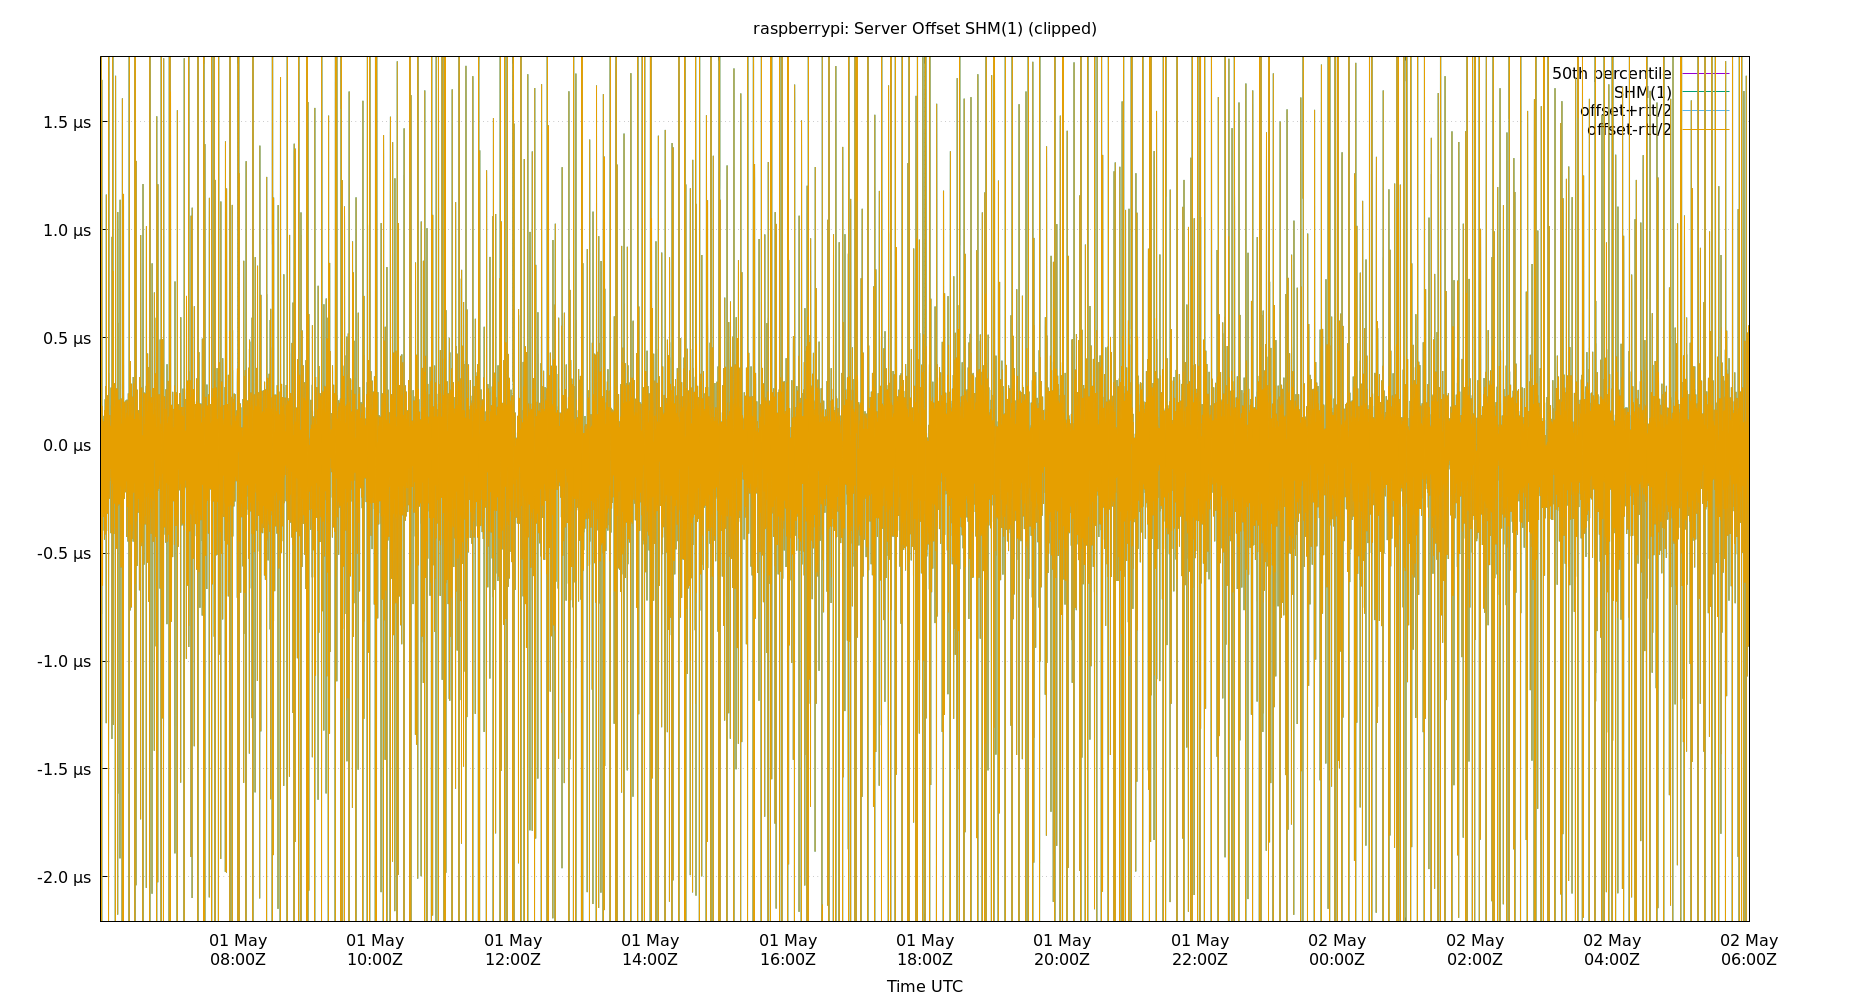 raspberrypi: Server Offset SHM(1) (clipped)
50th percentile
SHM(1)
offset+rtt/2
offset-rtt/2
1.5 µs
1.0 µs
0.5 µs
0.0 µs
-0.5 µs
-1.0 µs
-1.5 µs
-2.0 µs
01 May 01 May 01 May 01 May 01 May 01 May 01 May 01 May 02 May 02 May 02 May 02 May
08:00Z 10:00Z 12:00Z 14:00Z 16:00Z 18:00Z 20:00Z 22:00Z 00:00Z 02:00Z 04:00Z 06:00Z
Time UTC